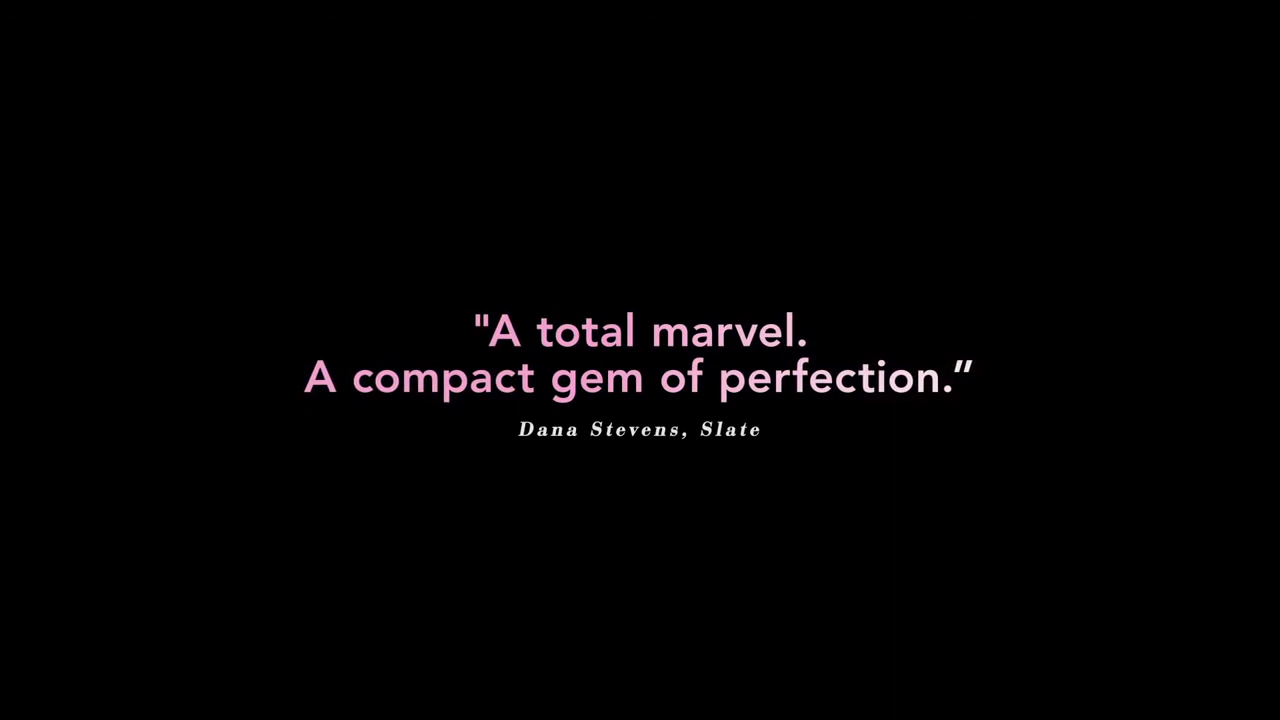 "A total marvel.
A compact gem of perfection.”
Dana Stevens, Slate